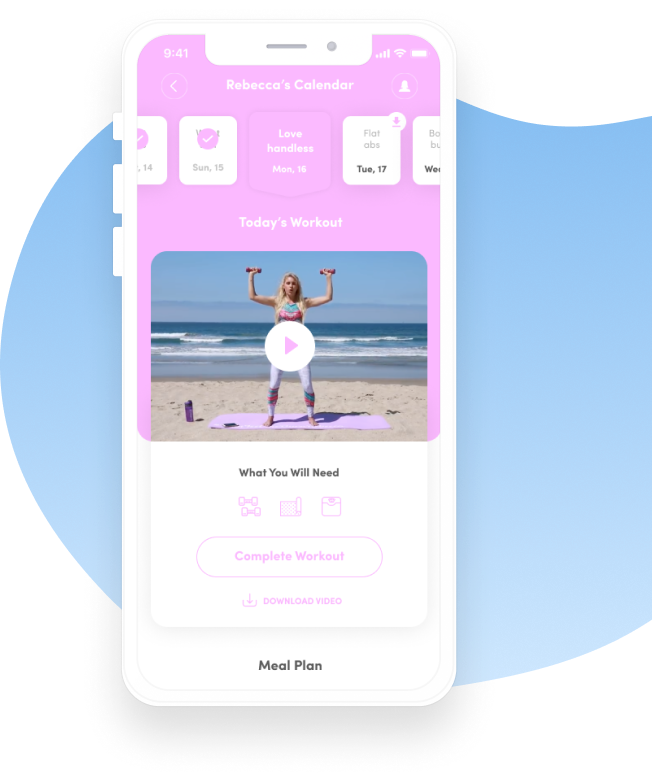 9:41
Rebecca's Calendar
, 14
Sun, 15
Love
handless
Mon, 16
Flat
abs
Tue, 17
Bo
bu
Wed
Today's Workout
What You Will Need
Complete Workout
DOWNLOAD VIDEO
Meal Plan